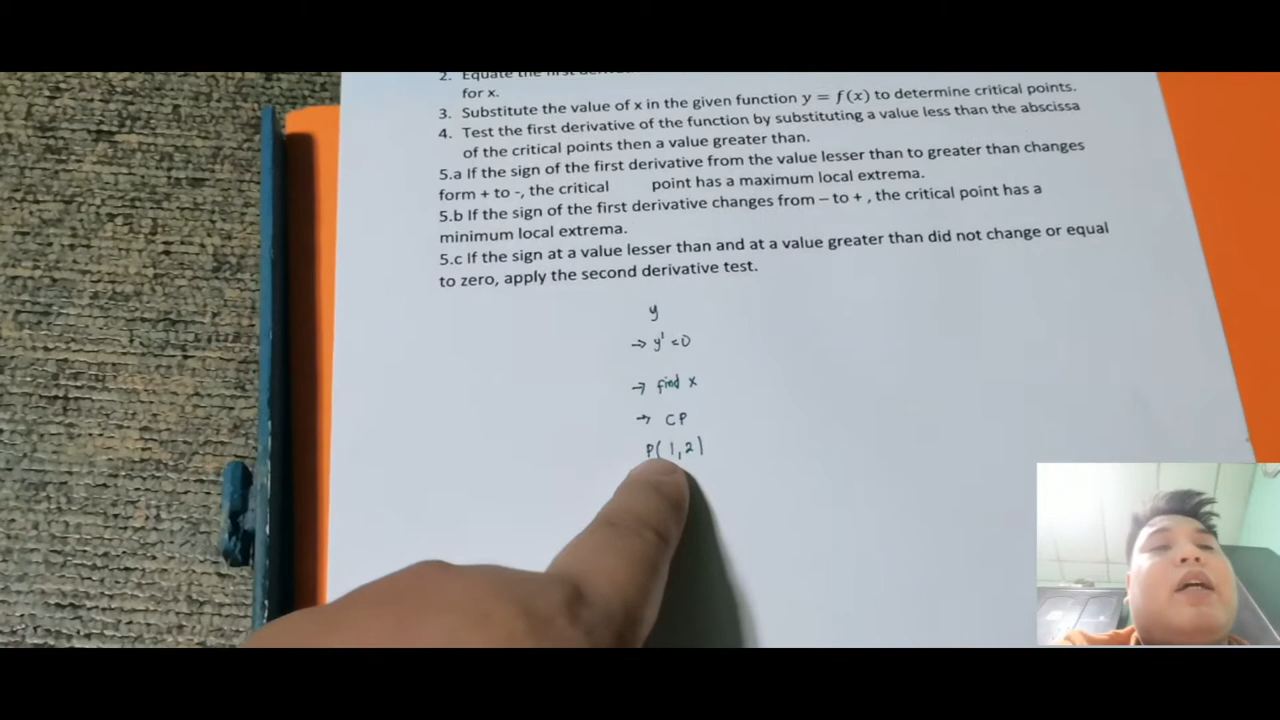 2. Equate the first
for x.
3. Substitute the value of x in the given function y = f(x) to determine critical points.
4. Test the first derivative of the function by substituting a value less than the abscissa
of the critical points then a value greater than.
5.a If the sign of the first derivative from the value lesser than to greater than changes
form + to -, the critical point has a maximum local extrema.
5.b If the sign of the first derivative changes from – to + , the critical point has a
minimum local extrema.
5.c If the sign at a value lesser than and at a value greater than did not change or equal
to zero, apply the second derivative test.
y
→ y' = 0
→ find x
→ CP
P(1,2)